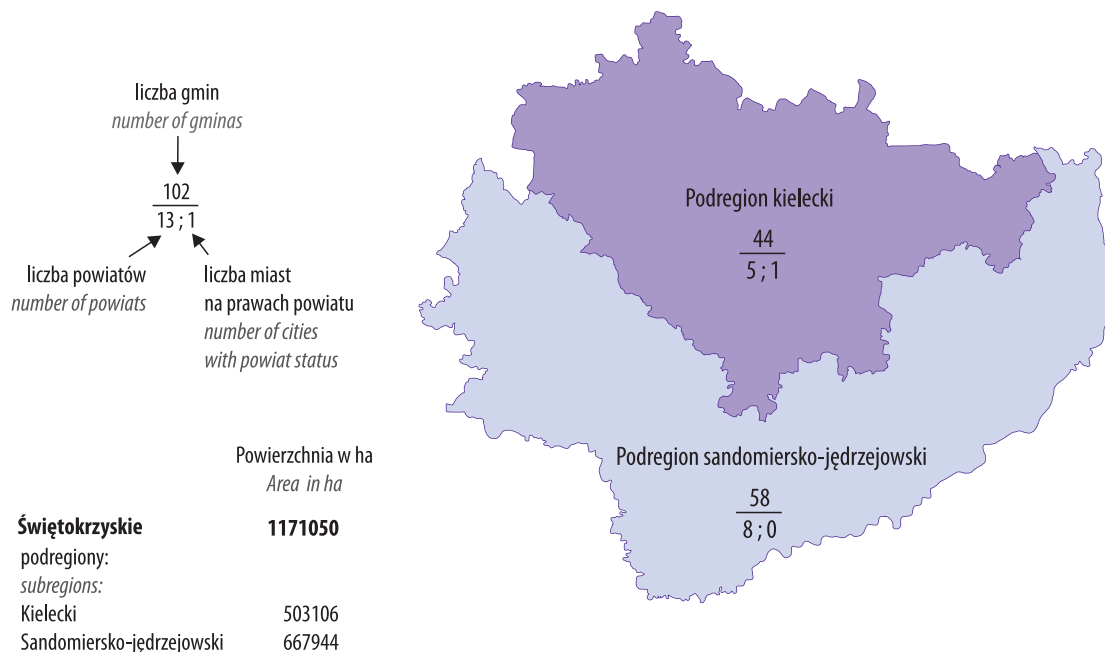 liczba gmin
number of gminas
102
13 ; 1
liczba powiatów
number of powiats
liczba miast
na prawach powiatu
number of cities
with powiat status
Podregion kielecki
44
5 ; 1
Podregion sandomiersko-jędrzejowski
58
8 ; 0
Powierzchnia w ha
Area in ha
Świętokrzyskie 1171050
podregiony:
subregions:
Kielecki 503106
Sandomiersko-jędrzejowski 667944